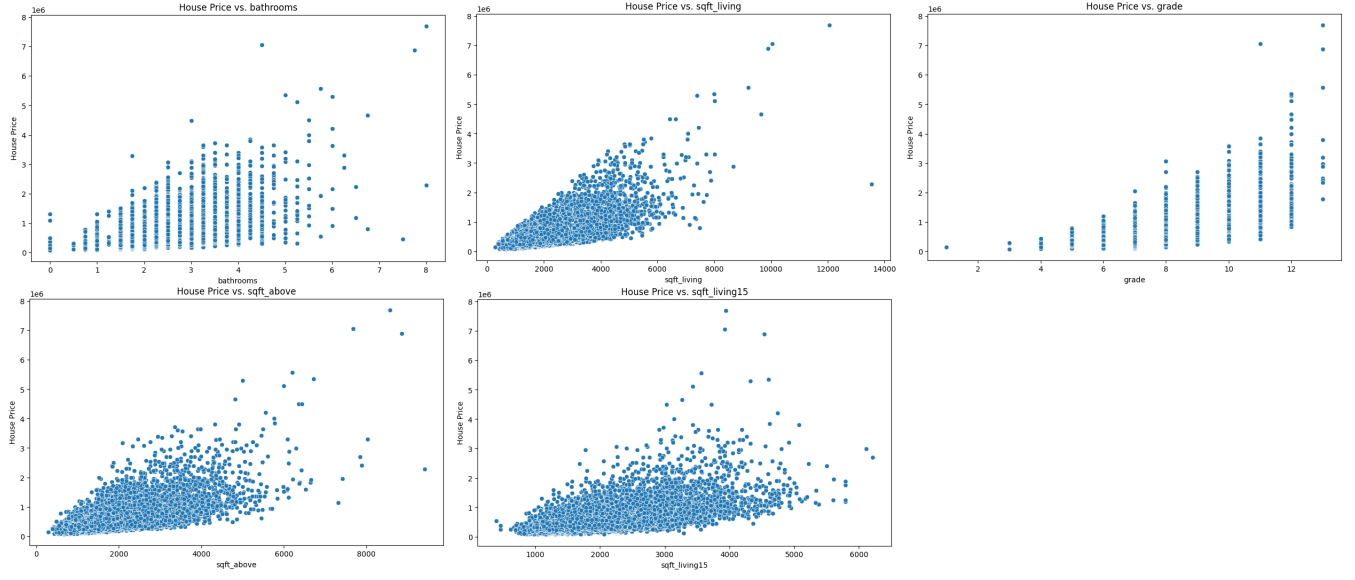 House Price vs. bathrooms
1e6
8
7
6
5
4
3
2
1
0
House Price
0 1 2 3 4 5 6 7 8
bathrooms
House Price vs. sqft_living
1e6
8
7
6
5
4
3
2
1
0
House Price
0 2000 4000 6000 8000 10000 12000 14000
sqft_living
House Price vs. grade
1e6
8
7
6
5
4
3
2
1
0
House Price
2 4 6 8 10 12
grade
House Price vs. sqft_above
1e6
8
7
6
5
4
3
2
1
0
House Price
0 2000 4000 6000 8000
sqft_above
House Price vs. sqft_living15
1e6
8
7
6
5
4
3
2
1
0
House Price
1000 2000 3000 4000 5000 6000
sqft_living15